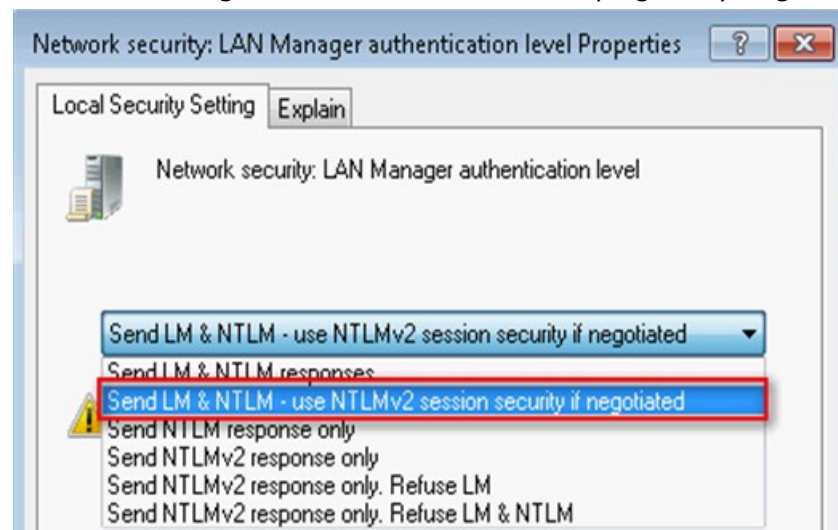 Network security: LAN Manager authentication level Properties
Local Security Setting
Explain
Network security: LAN Manager authentication level
Send LM & NTLM - use NTLMv2 session security if negotiated
Send LM & NTLM responses
Send LM & NTLM - use NTLMv2 session security if negotiated
Send NTLM response only
Send NTLMv2 response only
Send NTLMv2 response only. Refuse LM
Send NTLMv2 response only. Refuse LM & NTLM